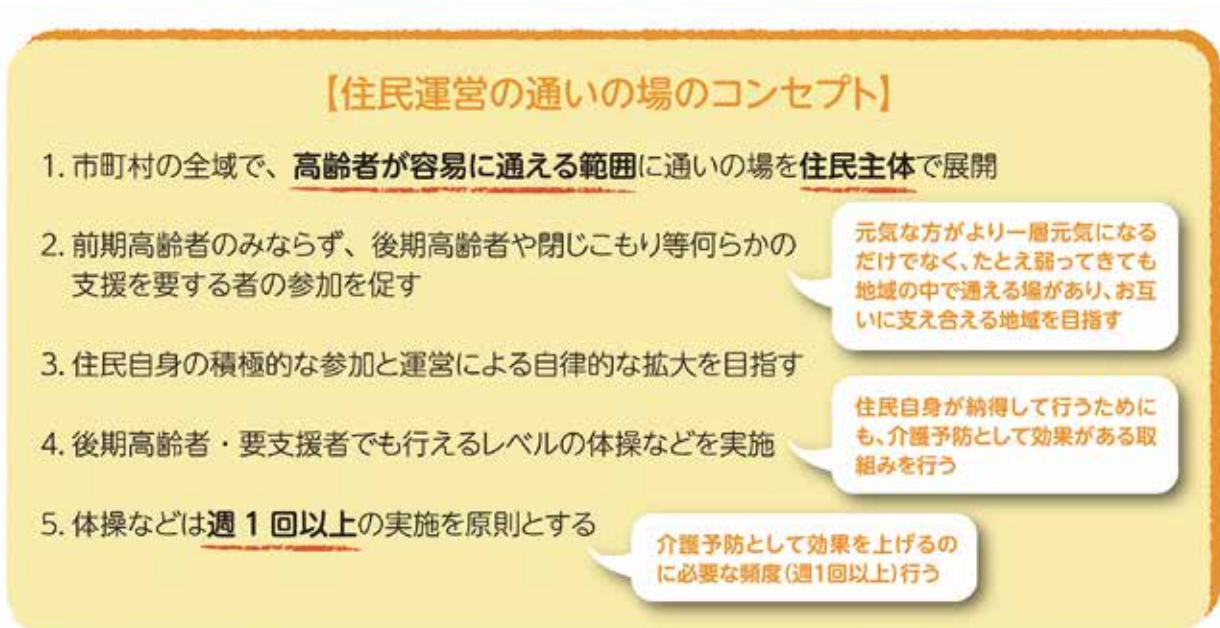 【住民運営の通いの場のコンセプト】
1. 市町村の全域で、高齢者が容易に通える範囲に通いの場を住民主体で展開
2. 前期高齢者のみならず、後期高齢者や閉じこもり等何らかの
支援を要する者の参加を促す
元気な方がより一層元気になる
だけでなく、たとえ弱ってきても
地域の中で通える場があり、お互
いに支え合える地域を目指す
3. 住民自身の積極的な参加と運営による自律的な拡大を目指す
4. 後期高齢者・要支援者でも行えるレベルの体操などを実施
住民自身が納得して行うために
も、介護予防として効果がある取
組みを行う
5. 体操などは週 1 回以上の実施を原則とする
介護予防として効果を上げるの
に必要な頻度(週1回以上)行う